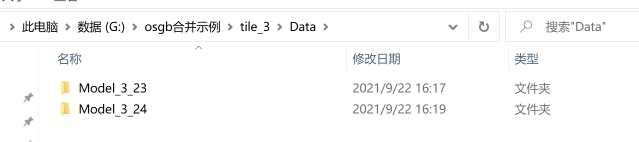 此电脑 > 数据 (G:) > osgb合并示例 > tile_3 > Data > 搜索"Data"
名称 修改日期 类型
Model_3_23 2021/9/22 16:17 文件夹
Model_3_24 2021/9/22 16:19 文件夹